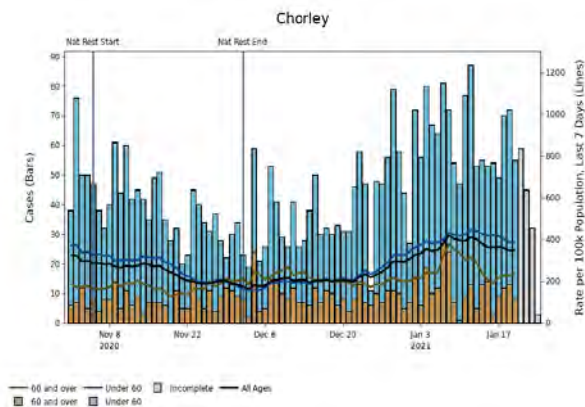 Chorley
Nat Rest Start
Nat Rest End
90
80
70
60
50
40
30
20
10
0
Cases (Bars)
1200
1000
800
600
400
200
0
Rate per 100k Population, Last 7 Days (Lines)
Nov 8
2020
Nov 22
Dec 6
Dec 20
Jan 3
2021
Jan 17
60 and over
Under 60
Incomplete
All Ages
60 and over
Under 60